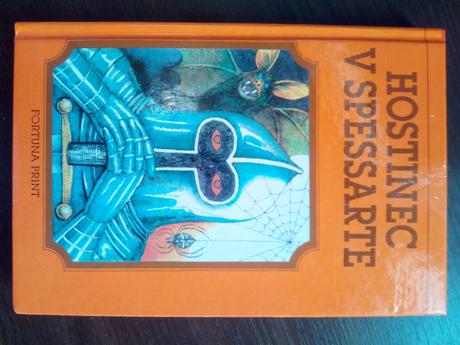 HOSTINEC
V SPESSARTE
FORTUNA PRINT